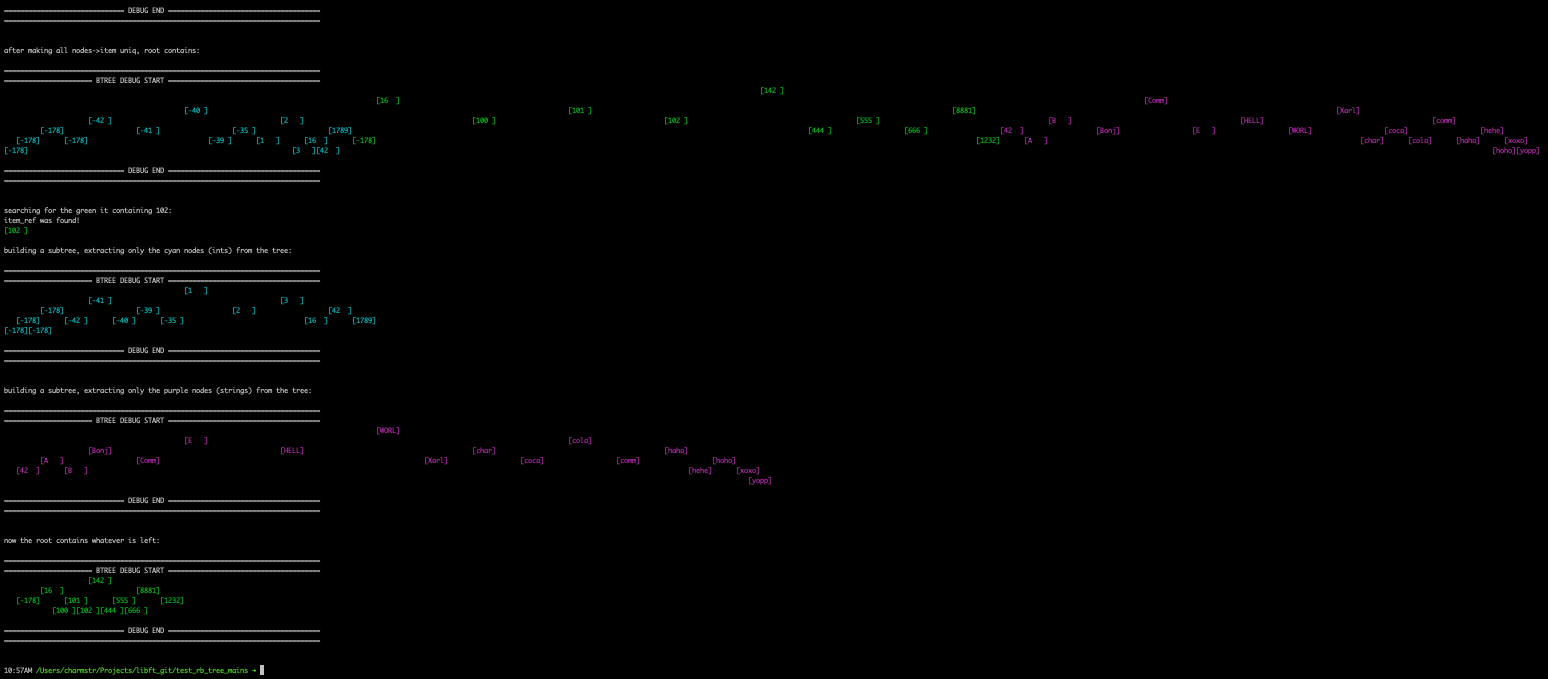 ============================== DEBUG END ======================================
===============================================================================
after making all nodes->item uniq, root contains:
===============================================================================
====================== BTREE DEBUG START ======================================
[142 ]
[16  ] [Comm]
[-40 ] [101 ] [8881] [Xarl]
[-42 ] [2   ] [100 ] [102 ] [555 ] [B   ] [HELL] [comm]
[-178] [-41 ] [-35 ] [1789] [444 ] [666 ] [42  ] [Bonj] [E   ] [WORL] [coca] [hehe]
[-178] [-178] [-39 ] [1   ] [16  ] [-178] [1232] [A   ] [char] [cola] [haha] [xoxo]
[-178] [3   ][42  ] [hoho][yopp]
============================== DEBUG END ======================================
===============================================================================
searching for the green it containing 102:
item_ref was found!
[102 ]
building a subtree, extracting only the cyan nodes (ints) from the tree:
===============================================================================
====================== BTREE DEBUG START ======================================
[1   ]
[-41 ] [3   ]
[-178] [-39 ] [2   ] [42  ]
[-178] [-42 ] [-40 ] [-35 ] [16  ] [1789]
[-178][-178]
============================== DEBUG END ======================================
===============================================================================
building a subtree, extracting only the purple nodes (strings) from the tree:
===============================================================================
====================== BTREE DEBUG START ======================================
[WORL]
[E   ] [cola]
[Bonj] [HELL] [char] [haha]
[A   ] [Comm] [Xarl] [coca] [comm] [hoho]
[42  ] [B   ] [hehe] [xoxo]
[yopp]
============================== DEBUG END ======================================
===============================================================================
now the root contains whatever is left:
===============================================================================
====================== BTREE DEBUG START ======================================
[142 ]
[16  ] [8881]
[-178] [101 ] [555 ] [1232]
[100 ][102 ][444 ][666 ]
============================== DEBUG END ======================================
===============================================================================
10:57AM /Users/charmstr/Projects/libft_git/test_rb_tree_mains ➜